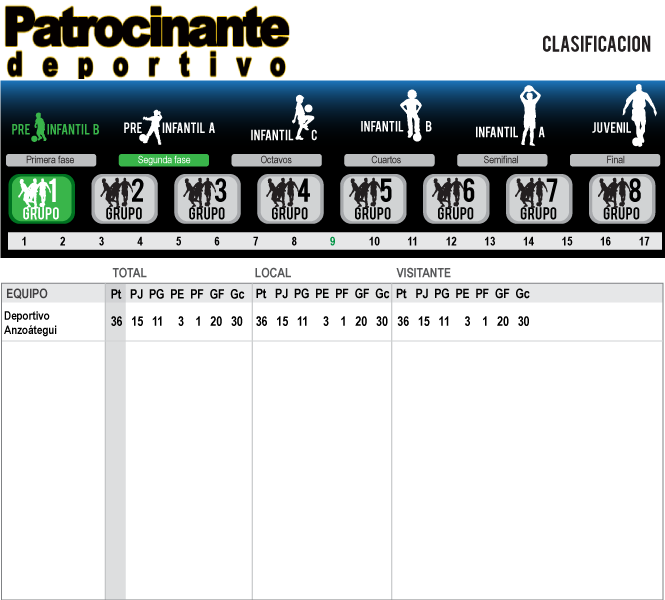 Patrocinante
deportivo
CLASIFICACION
PRE INFANTIL B PRE INFANTIL A INFANTIL C INFANTIL B INFANTIL A JUVENIL
Primera fase Segunda fase Octavos Cuartos Semifinal Final
1 2 3 4 5 6 7 8
GRUPO GRUPO GRUPO GRUPO GRUPO GRUPO GRUPO GRUPO
1 2 3 4 5 6 7 8 9 10 11 12 13 14 15 16 17
TOTAL LOCAL VISITANTE
EQUIPO Pt PJ PG PE PF GF Gc Pt PJ PG PE PF GF Gc Pt PJ PG PE PF GF Gc
Deportivo
Anzoátegui 36 15 11 3 1 20 30 36 15 11 3 1 20 30 36 15 11 3 1 20 30